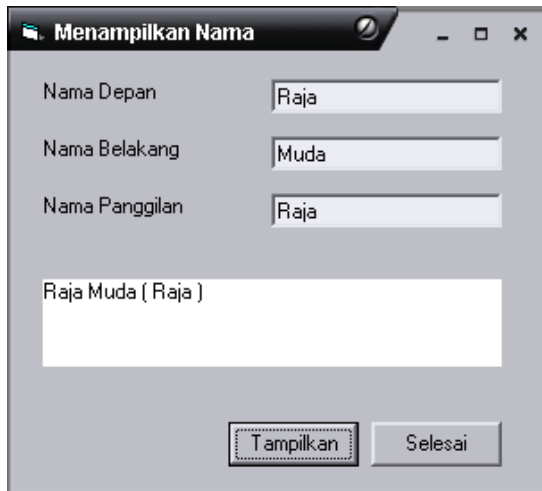 Menampilkan Nama
Nama Depan Raja
Nama Belakang Muda
Nama Panggilan Raja
Raja Muda ( Raja )
Tampilkan Selesai